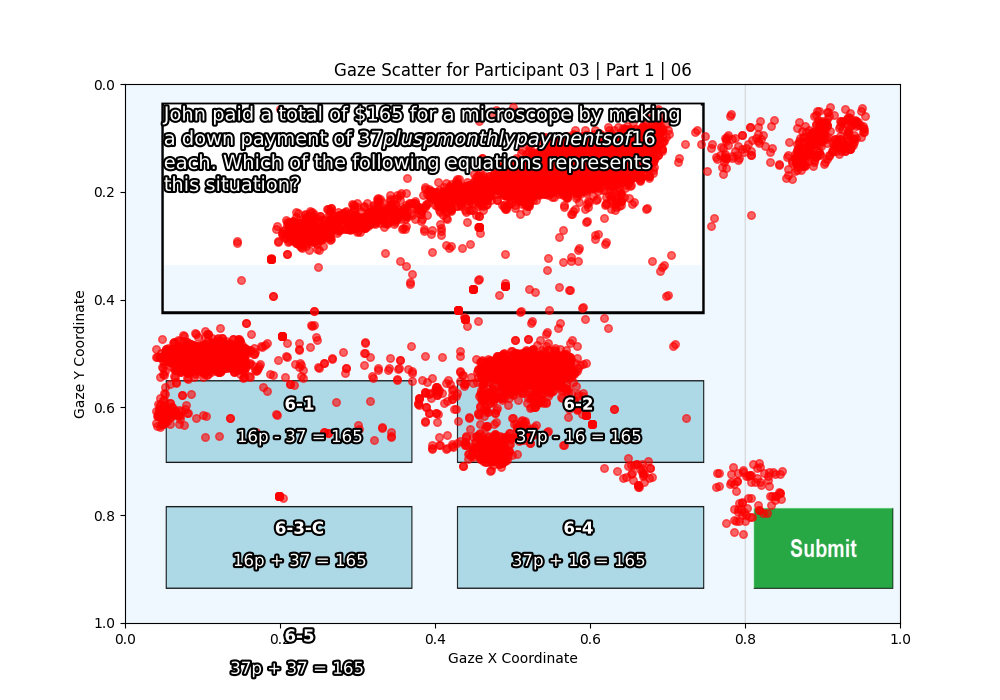 Gaze Scatter for Participant 03 | Part 1 | 06
John paid a total of $165 for a microscope by making
a down payment of 37pluspmonthlypaymentsof16
each. Which of the following equations represents
this situation?
6-1
16p - 37 = 165
6-2
37p - 16 = 165
6-3-C
16p + 37 = 165
6-4
37p + 16 = 165
Submit
6-5
37p + 37 = 165
0.0
0.2
0.4
0.6
0.8
1.0
Gaze Y Coordinate
0.0
0.2
0.4
0.6
0.8
1.0
Gaze X Coordinate